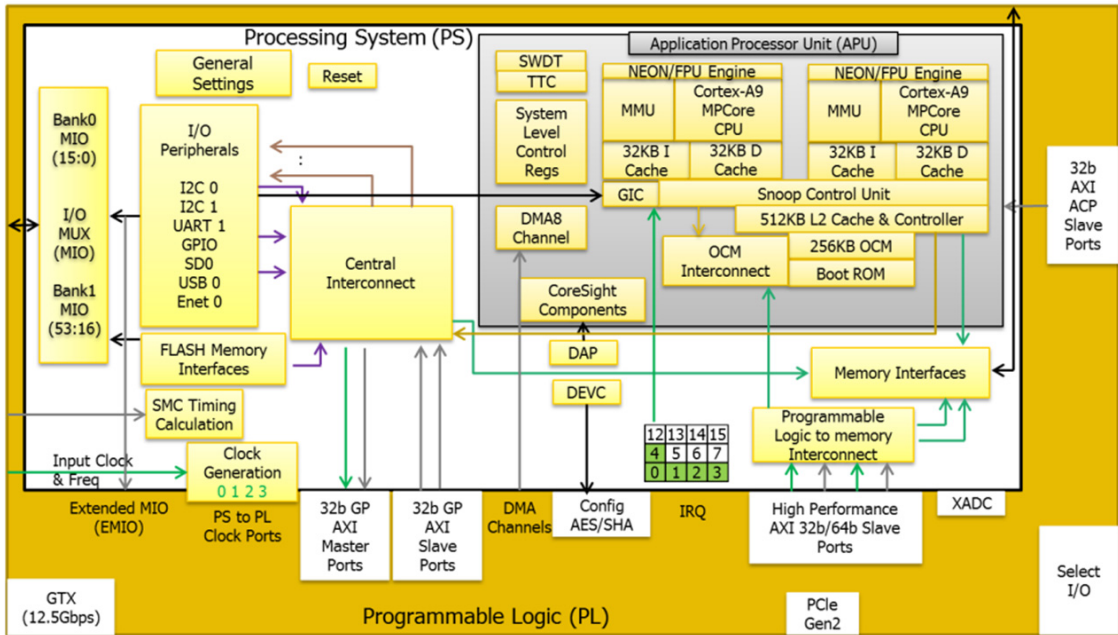 Processing System (PS)
Application Processor Unit (APU)
General
Settings
Reset
SWDT
TTC
NEON/FPU Engine
MMU
Cortex-A9
MPCore
CPU
NEON/FPU Engine
MMU
Cortex-A9
MPCore
CPU
Bank0
MIO
(15:0)
I/O
MUX
(MIO)
Bank1
MIO
(53:16)
I/O
Peripherals
I2C 0
I2C 1
UART 1
GPIO
SD0
USB 0
Enet 0
:
System
Level
Control
Regs
32KB I
Cache
32KB D
Cache
32KB I
Cache
32KB D
Cache
GIC
Snoop Control Unit
512KB L2 Cache & Controller
32b
AXI
ACP
Slave
Ports
DMA8
Channel
OCM
Interconnect
256KB OCM
Boot ROM
Central
Interconnect
CoreSight
Components
FLASH Memory
Interfaces
DAP
Memory Interfaces
DEVC
SMC Timing
Calculation
12 13 14 15
4 5 6 7
0 1 2 3
Programmable
Logic to memory
Interconnect
Input Clock
& Freq
Clock
Generation
0 1 2 3
Extended MIO
(EMIO)
PS to PL
Clock Ports
32b GP
AXI
Master
Ports
32b GP
AXI
Slave
Ports
DMA
Channels
Config
AES/SHA
IRQ
High Performance
AXI 32b/64b Slave
Ports
XADC
GTX
(12.5Gbps)
Programmable Logic (PL)
PCIe
Gen2
Select
I/O